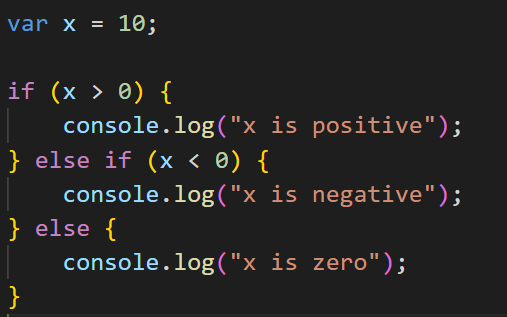 var x = 10;

if (x > 0) {
    console.log("x is positive");
} else if (x < 0) {
    console.log("x is negative");
} else {
    console.log("x is zero");
}